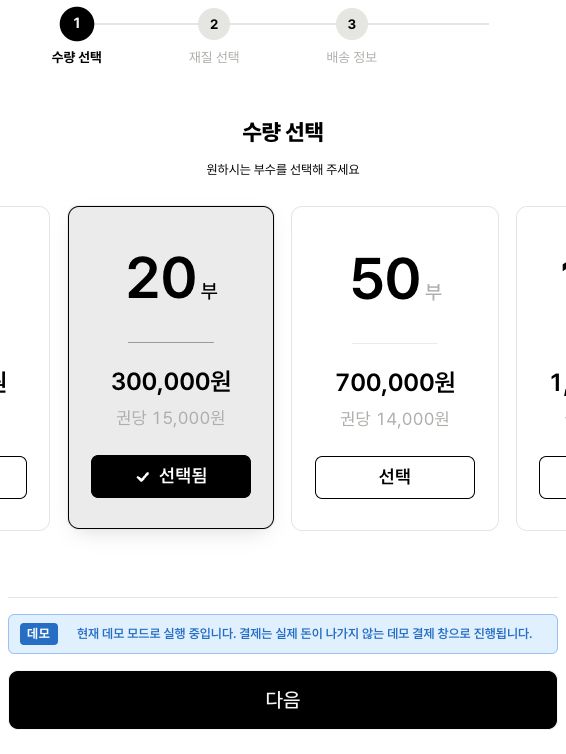 1
2
3
수량 선택
재질 선택
배송 정보
수량 선택
원하시는 부수를 선택해 주세요
20 부
300,000원
권당 15,000원
선택됨
50 부
700,000원
권당 14,000원
선택
데모 현재 데모 모드로 실행 중입니다. 결제는 실제 돈이 나가지 않는 데모 결제 창으로 진행됩니다.
다음